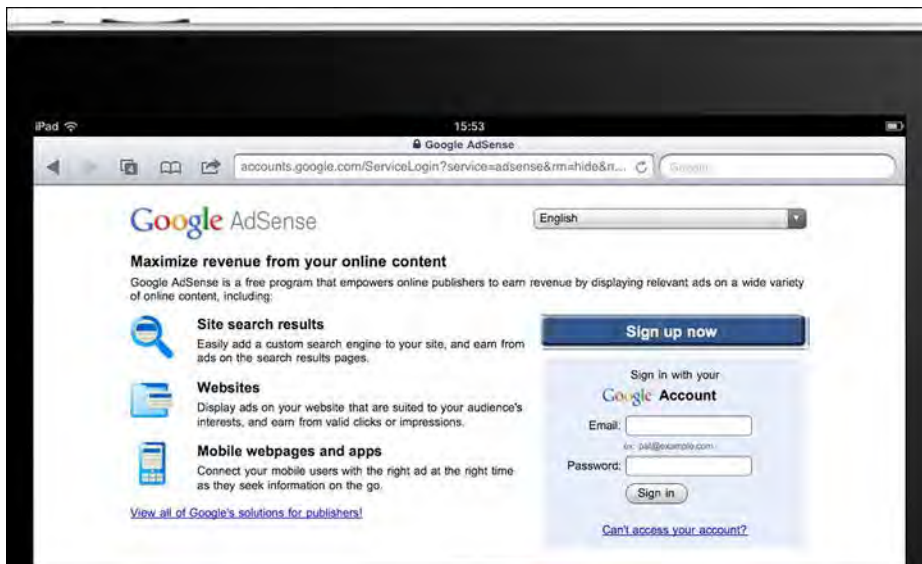 iPad
15:53
Google AdSense
accounts.google.com/ServiceLogin?service=adsense&rm=hide&n...
Google
Google AdSense
English
Maximize revenue from your online content
Google AdSense is a free program that empowers online publishers to earn revenue by displaying relevant ads on a wide variety
of online content, including:
Site search results
Easily add a custom search engine to your site, and earn from
ads on the search results pages.
Sign up now
Websites
Display ads on your website that are suited to your audience's
interests, and earn from valid clicks or impressions.
Mobile webpages and apps
Connect your mobile users with the right ad at the right time
as they seek information on the go.
View all of Google's solutions for publishers!
Sign in with your
Google Account
Email:
ex: pat@example.com
Password:
Sign in
Can't access your account?